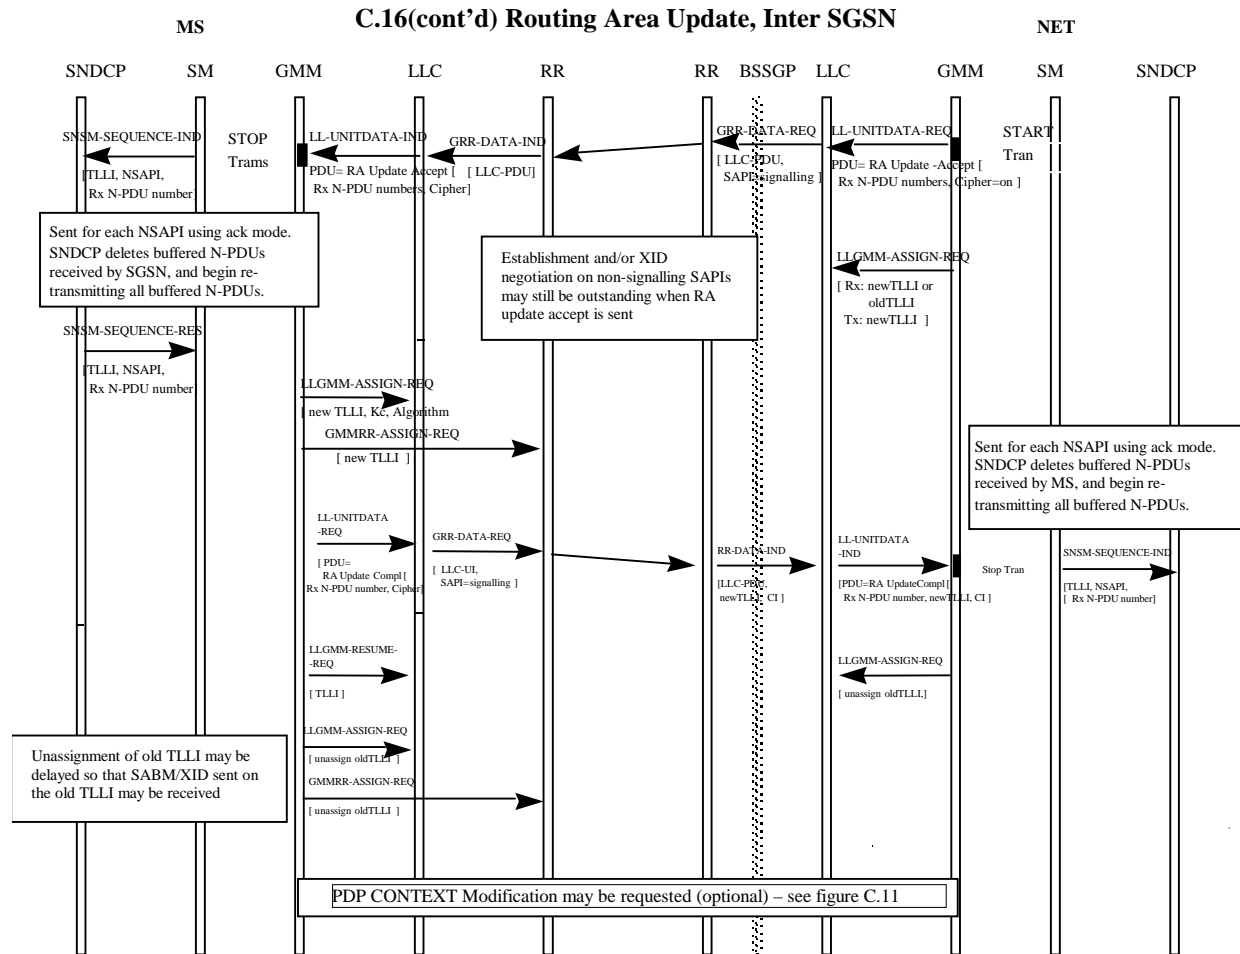 C.16(cont'd) Routing Area Update, Inter SGSN
MS
NET
SNDCP SM GMM LLC RR RR BSSGP LLC GMM SM SNDCP
SNSM-SEQUENCE-IND
[TLLI, NSAPI,
Rx N-PDU number]
STOP
Trams
LL-UNITDATA-IND
PDU= RA Update Accept [
Rx N-PDU numbers, Cipher]
GRR-DATA-IND
[ LLC-PDU]
GRR-DATA-REQ
[ LLC-PDU,
SAPI=signalling ]
LL-UNITDATA-REQ
PDU= RA Update -Accept [
Rx N-PDU numbers, Cipher=on ]
START
Tran
Sent for each NSAPI using ack mode.
SNDCP deletes buffered N-PDUs
received by SGSN, and begin re-
transmitting all buffered N-PDUs.
Establishment and/or XID
negotiation on non-signalling SAPIs
may still be outstanding when RA
update accept is sent
LLGMM-ASSIGN-REQ
[ Rx: newTLLI or
oldTLLI
Tx: newTLLI ]
SNSM-SEQUENCE-RES
[TLLI, NSAPI,
Rx N-PDU number]
LLGMM-ASSIGN-REQ
[ new TLLI, Kc, Algorithm
GMMRR-ASSIGN-REQ
[ new TLLI ]
Sent for each NSAPI using ack mode.
SNDCP deletes buffered N-PDUs
received by MS, and begin re-
transmitting all buffered N-PDUs.
LL-UNITDATA
-REQ
[ PDU=
RA Update Compl [
Rx N-PDU number, Cipher]
GRR-DATA-REQ
[ LLC-UI,
SAPI=signalling ]
RR-DATA-IND
[LLC-PDU,
newTLLI, CI ]
LL-UNITDATA
-IND
[PDU=RA UpdateCompl [
Rx N-PDU number, newTLLI, CI ]
Stop Tran
SNSM-SEQUENCE-IND
[TLLI, NSAPI,
[ Rx N-PDU number]
LLGMM-RESUME-
-REQ
[ TLLI ]
LLGMM-ASSIGN-REQ
[ unassign oldTLLI,]
LLGMM-ASSIGN-REQ
[ unassign oldTLLI ]
GMMRR-ASSIGN-REQ
[ unassign oldTLLI ]
Unassignment of old TLLI may be
delayed so that SABM/XID sent on
the old TLLI may be received
PDP CONTEXT Modification may be requested (optional) – see figure C.11